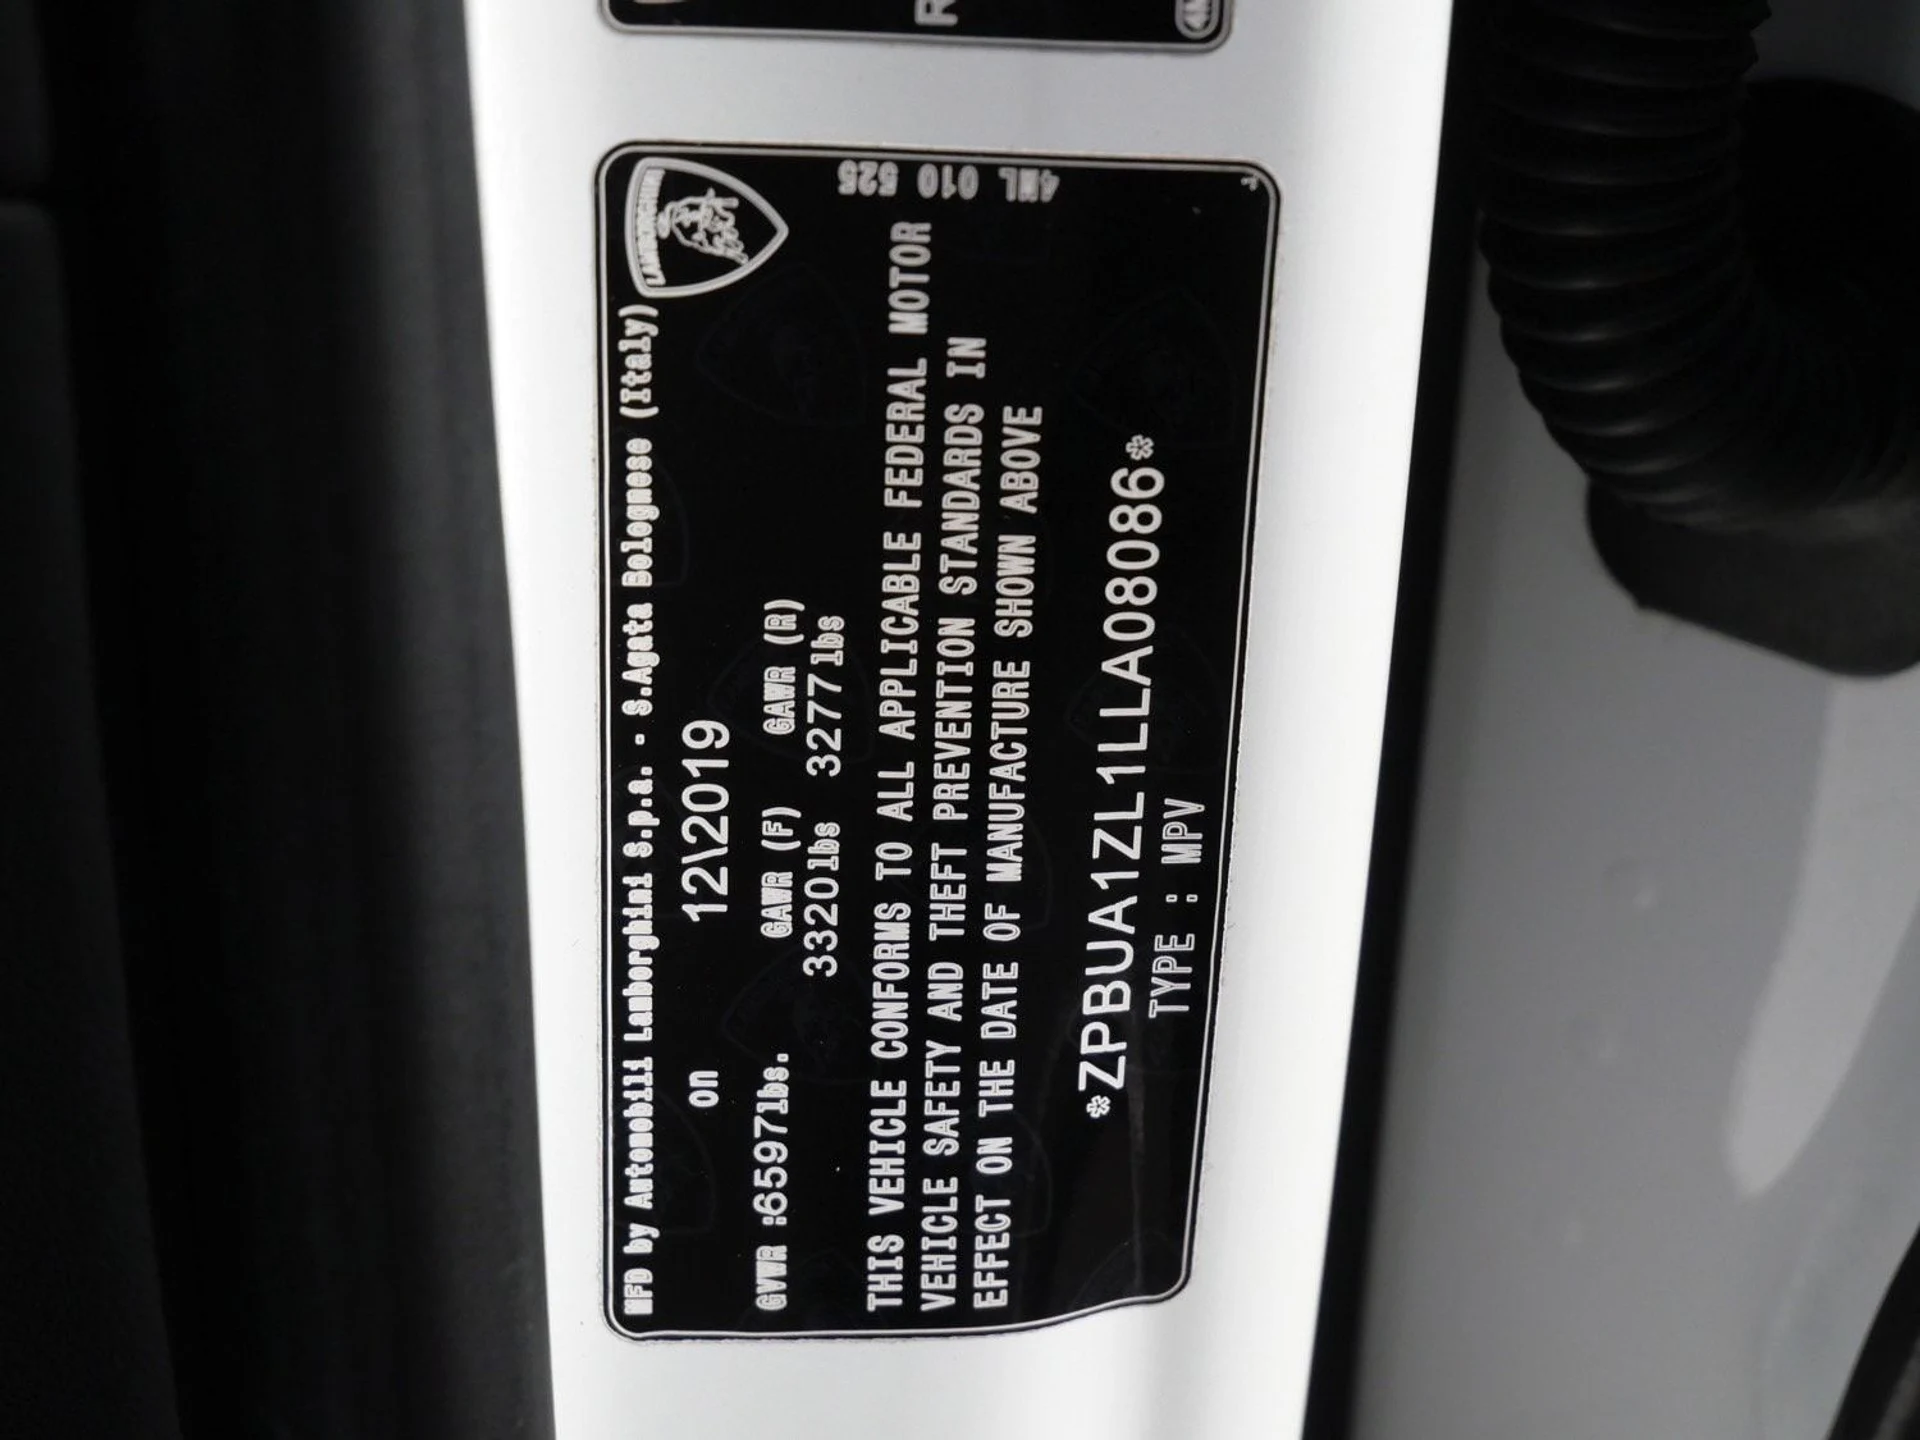 R
4M
LAMBORGHINI
MFD by Automobili Lamborghini S.p.a. - S.Agata Bolognese (Italy)
on 12\2019
GVWR :6597lbs. GAWR (F) GAWR (R)
3320lbs 3277lbs
THIS VEHICLE CONFORMS TO ALL APPLICABLE FEDERAL MOTOR
VEHICLE SAFETY AND THEFT PREVENTION STANDARDS IN
EFFECT ON THE DATE OF MANUFACTURE SHOWN ABOVE
*ZPBUA1ZL1LLA08086*
TYPE : MPV
4ML 010 525